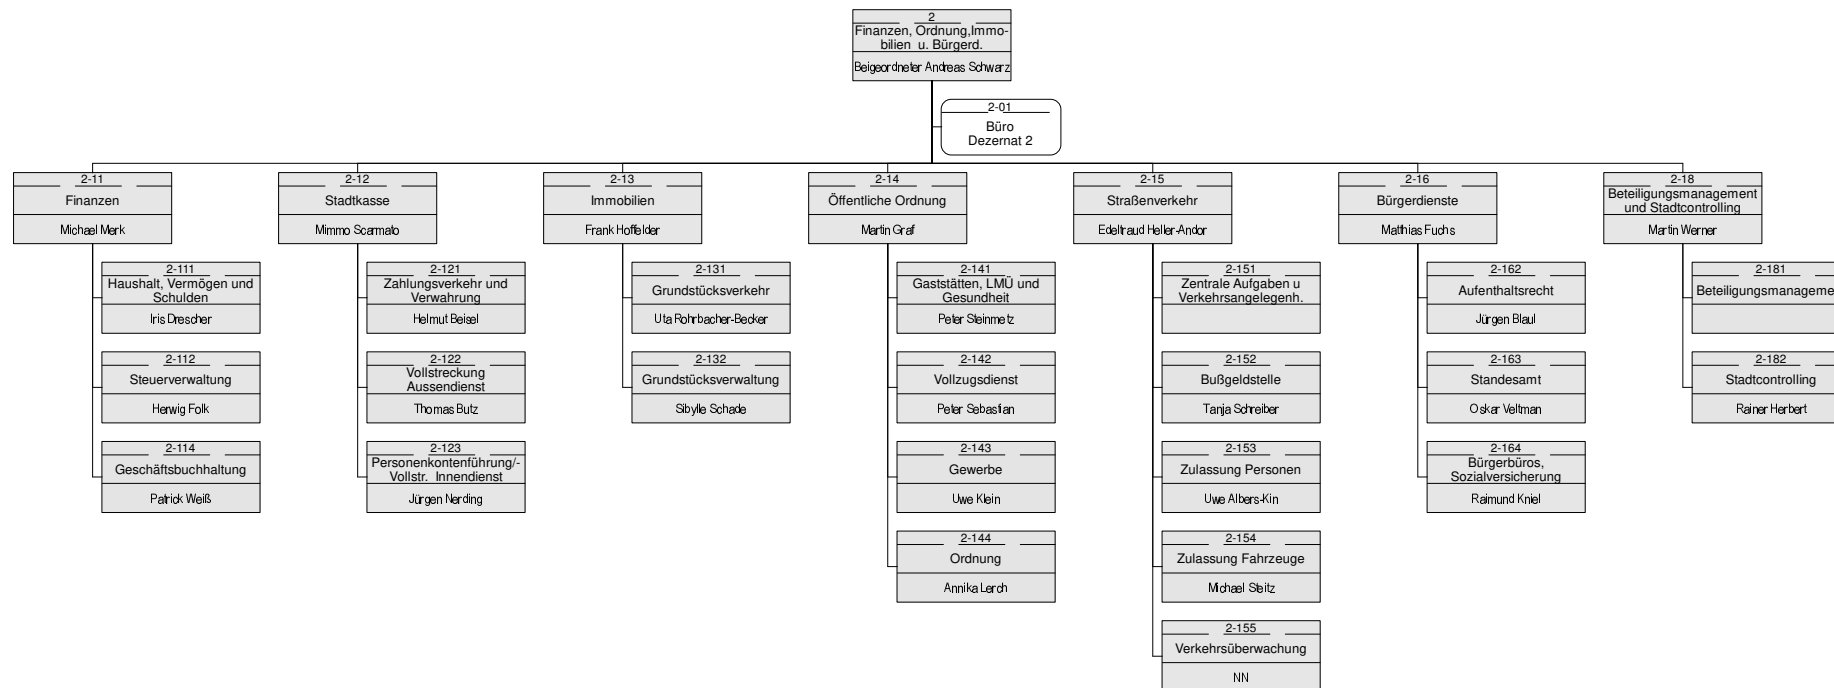 2
Finanzen, Ordnung,Immo-
bilien u. Bürgerd.
Beigeordneter Andreas Schwarz
2-01
Büro
Dezernat 2
2-11
Finanzen
Michael Merk
2-111
Haushalt, Vermögen und
Schulden
Iris Drescher
2-112
Steuerverwaltung
Herwig Folk
2-114
Geschäftsbuchhaltung
Patrick Weiß
2-12
Stadtkasse
Mimmo Scarmato
2-121
Zahlungsverkehr und
Verwahrung
Helmut Beisel
2-122
Vollstreckung
Aussendienst
Thomas Butz
2-123
Personenkontenführung/-
Vollstr. Innendienst
Jürgen Nerding
2-13
Immobilien
Frank Hoffelder
2-131
Grundstücksverkehr
Uta Rohrbacher-Becker
2-132
Grundstücksverwaltung
Sibylle Schade
2-14
Öffentliche Ordnung
Martin Graf
2-141
Gaststätten, LMÜ und
Gesundheit
Peter Steinmetz
2-142
Vollzugsdienst
Peter Sebastian
2-143
Gewerbe
Uwe Klein
2-144
Ordnung
Annika Lerch
2-15
Straßenverkehr
Edeltraud Heller-Andor
2-151
Zentrale Aufgaben u
Verkehrsangelegenh.
2-152
Bußgeldstelle
Tanja Schreiber
2-153
Zulassung Personen
Uwe Albers-Kin
2-154
Zulassung Fahrzeuge
Michael Steitz
2-155
Verkehrsüberwachung
NN
2-16
Bürgerdienste
Matthias Fuchs
2-162
Aufenthaltsrecht
Jürgen Blaul
2-163
Standesamt
Oskar Veltman
2-164
Bürgerbüros,
Sozialversicherung
Raimund Kniel
2-18
Beteiligungsmanagement
und Stadtcontrolling
Martin Werner
2-181
Beteiligungsmanageme
2-182
Stadtcontrolling
Rainer Herbert